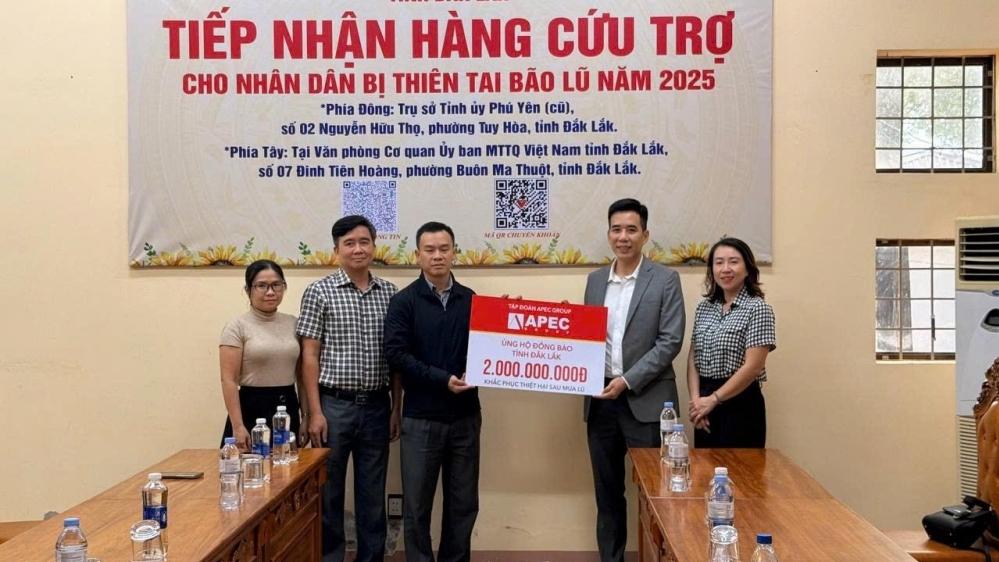 TIẾP NHẬN HÀNG CỨU TRỢ
CHO NHÂN DÂN BỊ THIÊN TAI BÃO LŨ NĂM 2025
*Phía Đông: Trụ sở Tỉnh ủy Phú Yên (cũ),
số 02 Nguyễn Hữu Thọ, phường Tuy Hòa, tỉnh Đắk Lắk.
*Phía Tây: Tại Văn phòng Cơ quan Ủy ban MTTQ Việt Nam tỉnh Đắk Lắk,
số 07 Đinh Tiên Hoàng, phường Buôn Ma Thuột, tỉnh Đắk Lắk.
MÃ QR CHUYỂN KHOẢN
TẬP ĐOÀN APEC GROUP
APEC
GROUP
ỦNG HỘ ĐỒNG BÀO
TỈNH ĐẮK LẮK
2.000.000.000Đ
KHẮC PHỤC THIỆT HẠI SAU MƯA LŨ